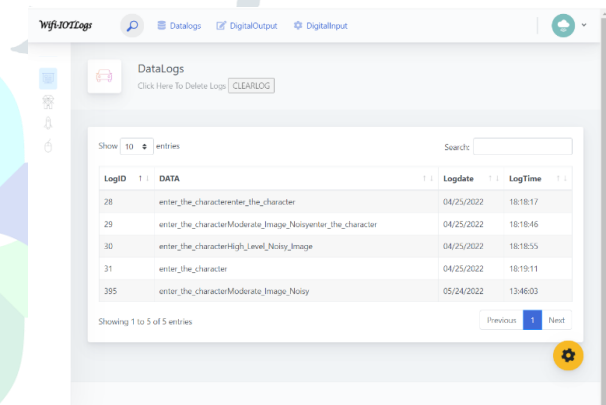 Wifi-IOTLogs Datalogs DigitalOutput DigitalInput
DataLogs
Click Here To Delete Logs CLEARLOG
Show 10 entries Search:
LogID DATA Logdate LogTime
28 enter_the_characterenter_the_character 04/25/2022 18:18:17
29 enter_the_characterModerate_Image_Noisyenter_the_character 04/25/2022 18:18:46
30 enter_the_characterHigh_Level_Noisy_Image 04/25/2022 18:18:55
31 enter_the_character 04/25/2022 18:19:11
395 enter_the_characterModerate_Image_Noisy 05/24/2022 13:46:03
Showing 1 to 5 of 5 entries Previous 1 Next